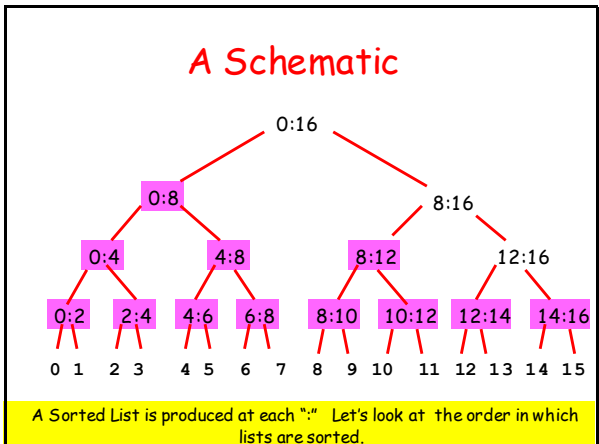 A Schematic
0:16
0:8 8:16
0:4 4:8 8:12 12:16
0:2 2:4 4:6 6:8 8:10 10:12 12:14 14:16
0 1 2 3 4 5 6 7 8 9 10 11 12 13 14 15
A Sorted List is produced at each “:” Let’s look at the order in which
lists are sorted.